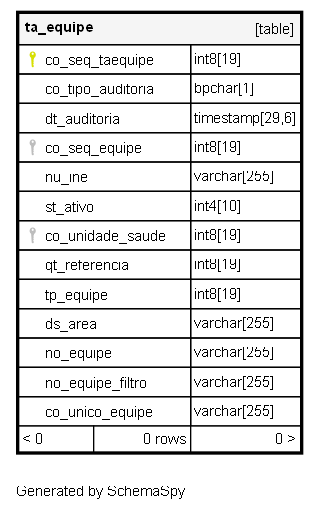 ta_equipe [table]
co_seq_taequipe int8[19]
co_tipo_auditoria bpchar[1]
dt_auditoria timestamp[29,6]
co_seq_equipe int8[19]
nu_ine varchar[255]
st_ativo int4[10]
co_unidade_saude int8[19]
qt_referencia int8[19]
tp_equipe int8[19]
ds_area varchar[255]
no_equipe varchar[255]
no_equipe_filtro varchar[255]
co_unico_equipe varchar[255]
< 0 0 rows 0 >
Generated by SchemaSpy